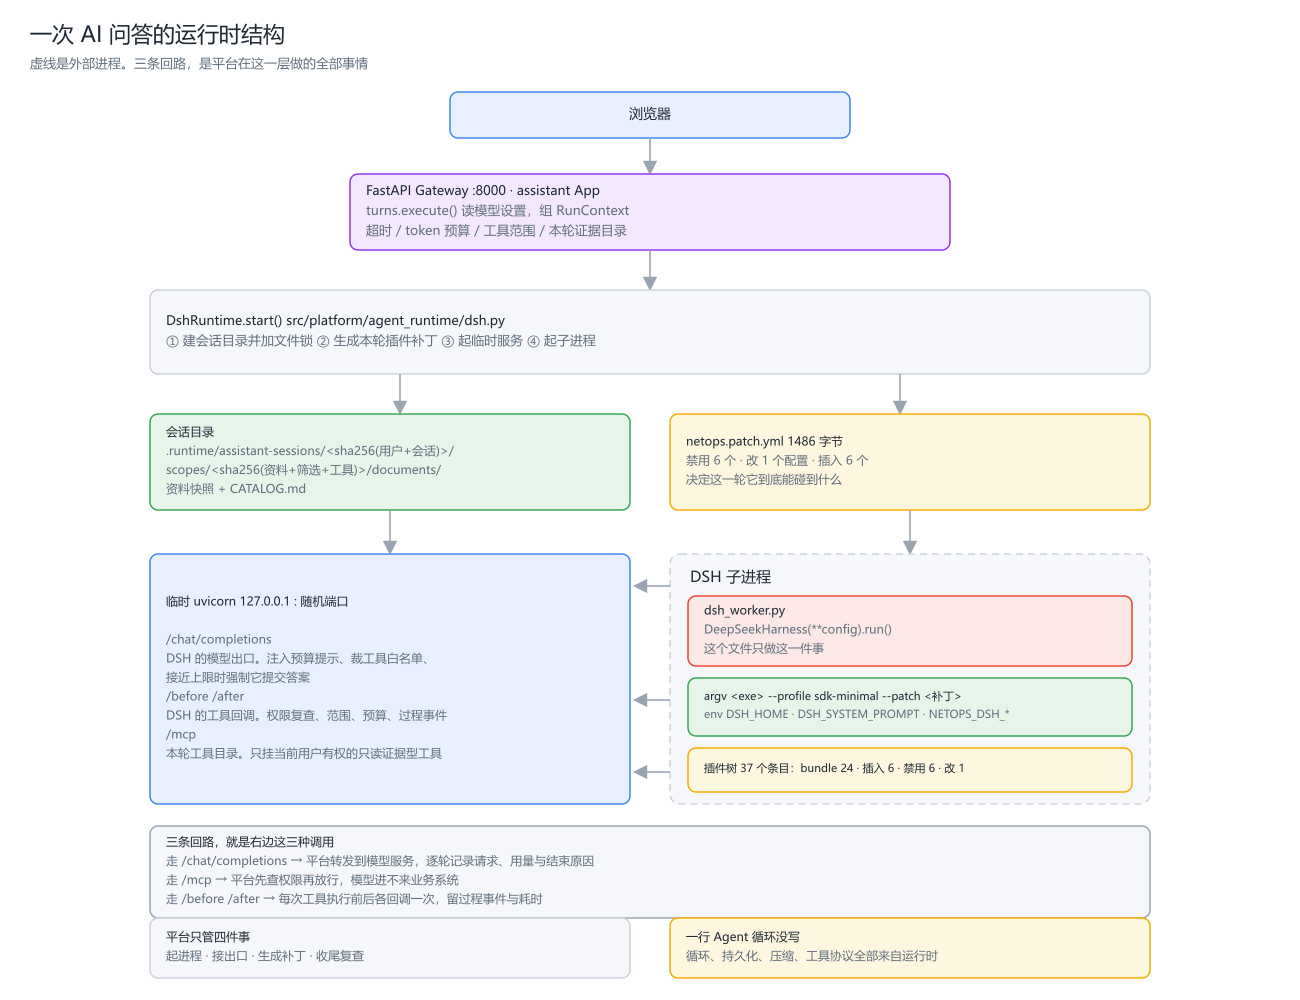 一次 AI 问答的运行时结构
虚线是外部进程。三条回路，是平台在这一层做的全部事情
浏览器
FastAPI Gateway :8000 · assistant App
turns.execute() 读模型设置，组 RunContext
超时 / token 预算 / 工具范围 / 本轮证据目录
DshRuntime.start() src/platform/agent_runtime/dsh.py
① 建会话目录并加文件锁 ② 生成本轮插件补丁 ③ 起临时服务 ④ 起子进程
会话目录
.runtime/assistant-sessions/<sha256(用户+会话)>/
scopes/<sha256(资料+筛选+工具)>/documents/
资料快照 + CATALOG.md
netops.patch.yml 1486 字节
禁用 6 个 · 改 1 个配置 · 插入 6 个
决定这一轮它到底能碰到什么
临时 uvicorn 127.0.0.1 : 随机端口
/chat/completions
DSH 的模型出口。注入预算提示、裁工具白名单、
接近上限时强制它提交答案
/before /after
DSH 的工具回调。权限复查、范围、预算、过程事件
/mcp
本轮工具目录。只挂当前用户有权的只读证据型工具
DSH 子进程
dsh_worker.py
DeepSeekHarness(**config).run()
这个文件只做这一件事
argv <exe> --profile sdk-minimal --patch <补丁>
env DSH_HOME · DSH_SYSTEM_PROMPT · NETOPS_DSH_*
插件树 37 个条目：bundle 24 · 插入 6 · 禁用 6 · 改 1
三条回路，就是右边这三种调用
走 /chat/completions → 平台转发到模型服务，逐轮记录请求、用量与结束原因
走 /mcp → 平台先查权限再放行，模型进不来业务系统
走 /before /after → 每次工具执行前后各回调一次，留过程事件与耗时
平台只管四件事
起进程 · 接出口 · 生成补丁 · 收尾复查
一行 Agent 循环没写
循环、持久化、压缩、工具协议全部来自运行时